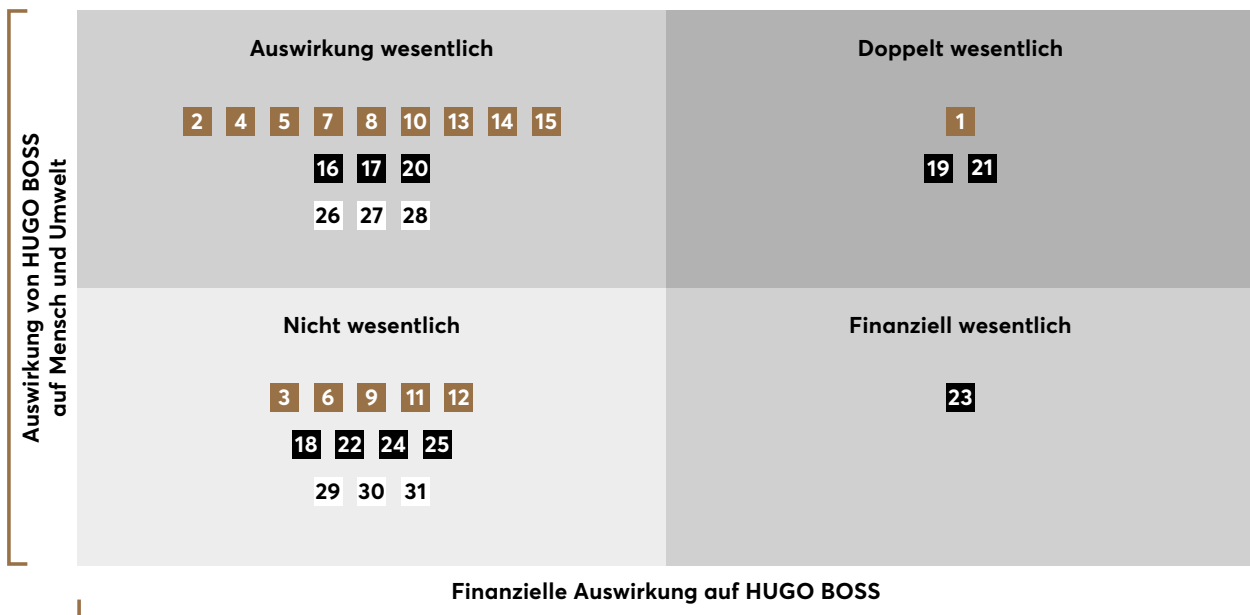 Auswirkung wesentlich
2 4 5 7 8 10 13 14 15
16 17 20
26 27 28
Doppelt wesentlich
1
19 21
Nicht wesentlich
3 6 9 11 12
18 22 24 25
29 30 31
Finanziell wesentlich
23
Auswirkung von HUGO BOSS
auf Mensch und Umwelt
Finanzielle Auswirkung auf HUGO BOSS